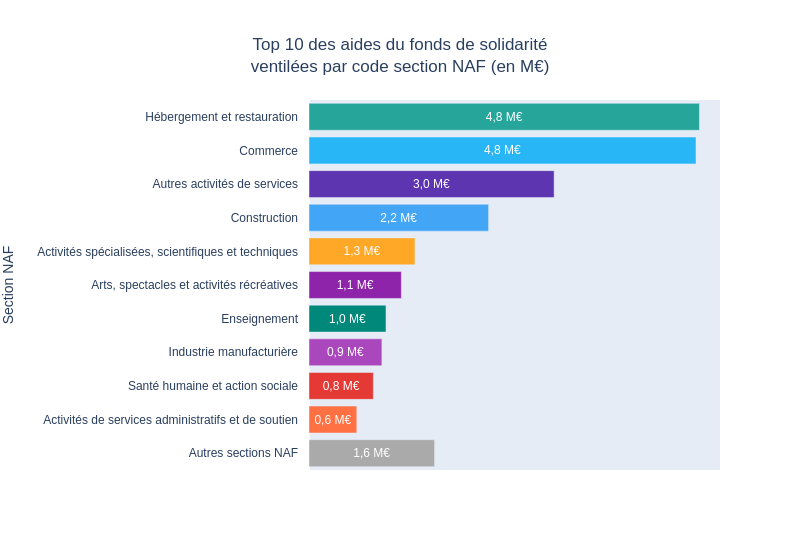 Top 10 des aides du fonds de solidarité
ventilées par code section NAF (en M€)
Section NAF
Hébergement et restauration 4,8 M€
Commerce 4,8 M€
Autres activités de services 3,0 M€
Construction 2,2 M€
Activités spécialisées, scientifiques et techniques 1,3 M€
Arts, spectacles et activités récréatives 1,1 M€
Enseignement 1,0 M€
Industrie manufacturière 0,9 M€
Santé humaine et action sociale 0,8 M€
Activités de services administratifs et de soutien 0,6 M€
Autres sections NAF 1,6 M€